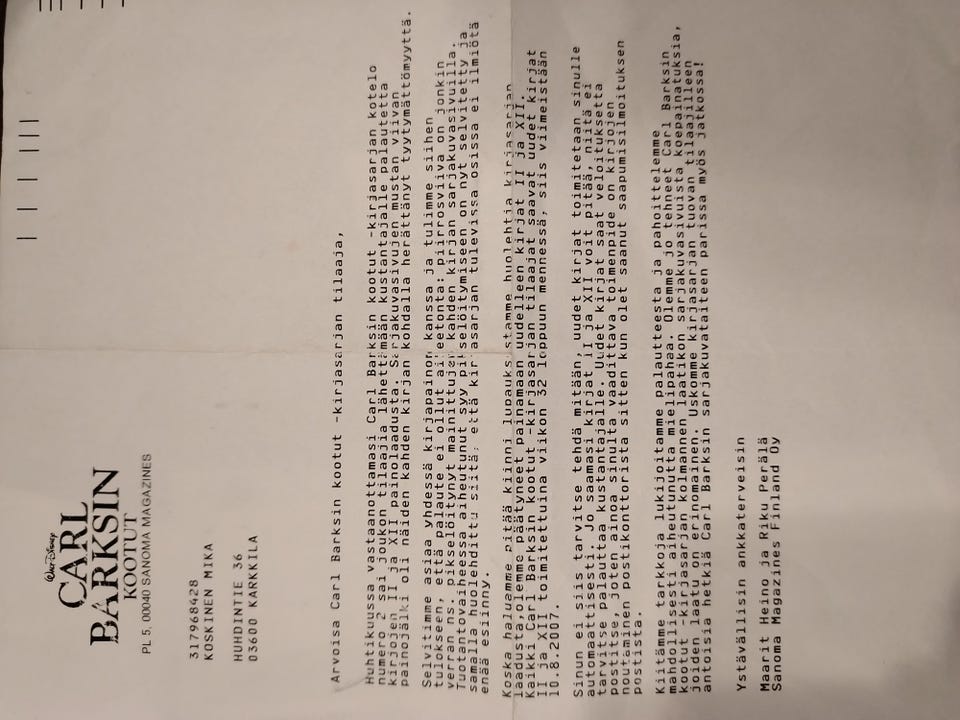 Walt Disney
CARL
BARKSIN
KOOTUT
PL 5, 00040 SANOMA MAGAZINES
317968428
KOSKINEN MIKA
HUHDINTIE 36
03600 KARKKILA
Arvoisa Carl Barksin kootut -kirjasarjan tilaaja,
Huhtikuussa vastaanottamasi Carl Barksin kootut -kirjasarjan kotelo
numero 2 sai joukon tilaajia lähettämään kustantajalle palautetta
kirjojen II ja XII painolaadusta. Sarjakuvasivujen mustan viivan
painojälki oli näiden kahden kirjan kohdalla herättänyt tyytymättömyyttä.
Selvitimme asiaa yhdessä kirjapainon kanssa ja tulimme siihen
tulokseen, että palaute ei ollut aiheetonta: piirrosviiva on jonkin
verran ns. pikselöitynyt mainittujen kahden kirjan sarjakuvasivuilla.
Tuotantovaiheessa aiheutunut syy pikselöitymiseen on nyt selvitetty ja
samalla huolehdittu siitä, että kirjasarjan tulevissa osissa ei ilmiötä
enää esiinny.
Koska haluamme pitää kiinni lupauksestamme huolehtia kirjasarjan
laadusta, olemme päätyneet painamaan uudelleen kirjat II ja XII.
Kaikki Carl Barksin kootut -kirjasarjan tilaajat saavat uudet kirjat
II ja XII toimitettuina viikon 32 loppuun mennessä, siis viimeistään
10.8.2007.
Sinun ei siis tarvitse tehdä mitään, uudet kirjat toimitetaan sinulle
automaattisesti. Jo saamasi kirjat II ja XII voit pitää, niitä ei
tarvitse palauttaa kustantajalle. Uudet kirjat saat veloituksetta
postitse, joten ainoa sinulta vaadittava toimenpide on kirjojen
noutaminen postikonttorista sitten kun olet saanut saapumisilmoituksen
postista.
Kiitämme tarkkoja lukijoitamme palautteesta ja pahoittelemme
mahdollisesti aiheutunutta mielipahaa. Olemme jo tehneet Carl Barksin
kootut -kirjasarjan kolmannen laatikon sarjakuvasivuista koepainatuksia,
joiden laatu on erinomainen. Uskomme kirjasarjan tuovan tilaajilleen
antoisia hetkiä Carl Barksin sarjakuvataiteen parissa myös jatkossa!
Ystävällisin ankkaterveisin
Maarit Heino ja Riku Perälä
Sanoma Magazines Finland Oy